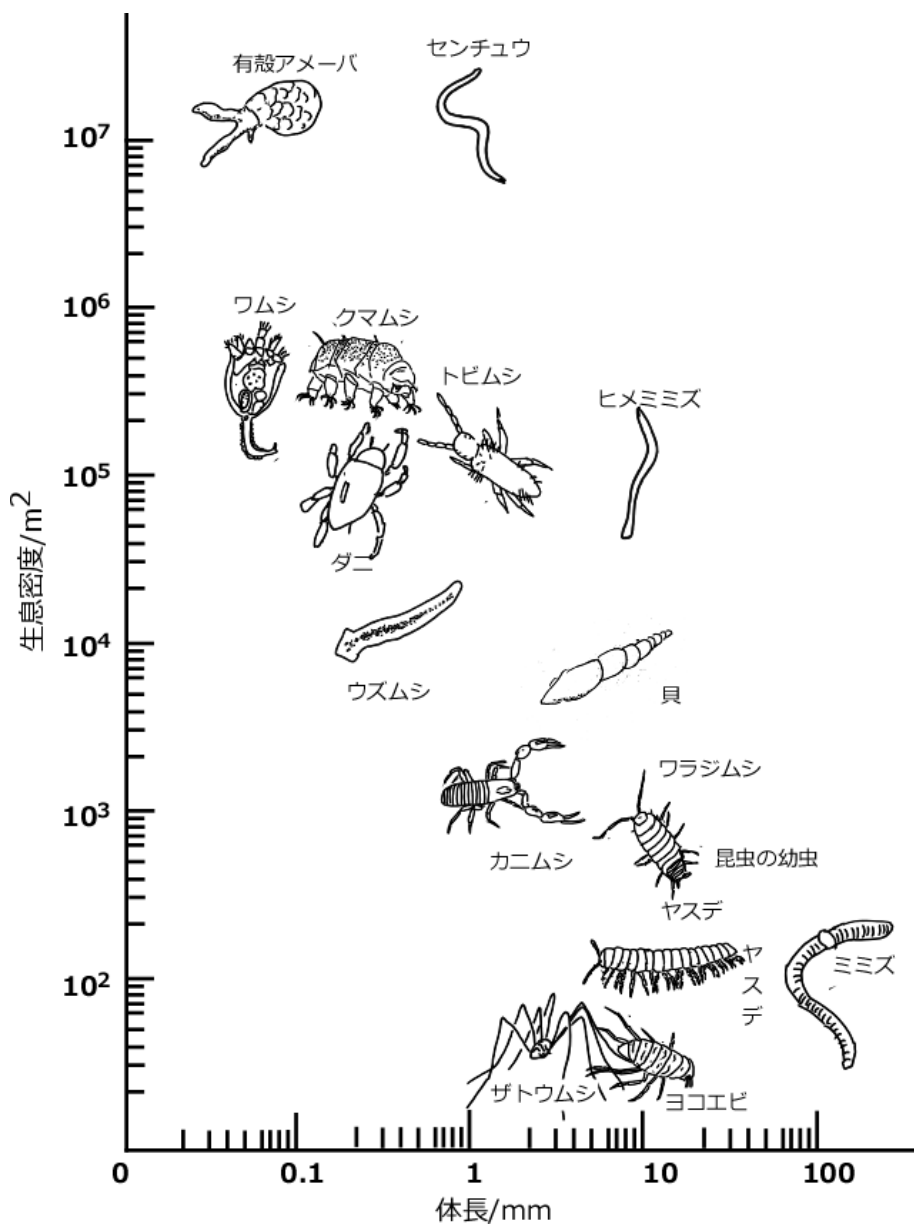 有殻アメーバ
センチュウ
10⁷
10⁶
ワムシ
クマムシ
トビムシ
ヒメミミズ
10⁵
ダニ
生息密度/m²
10⁴
ウズムシ
貝
ワラジムシ
10³
カニムシ
昆虫の幼虫
ヤスデ
ヤスデ
ミミズ
10²
ザトウムシ
ヨコエビ
0
0.1
1
10
100
体長/mm